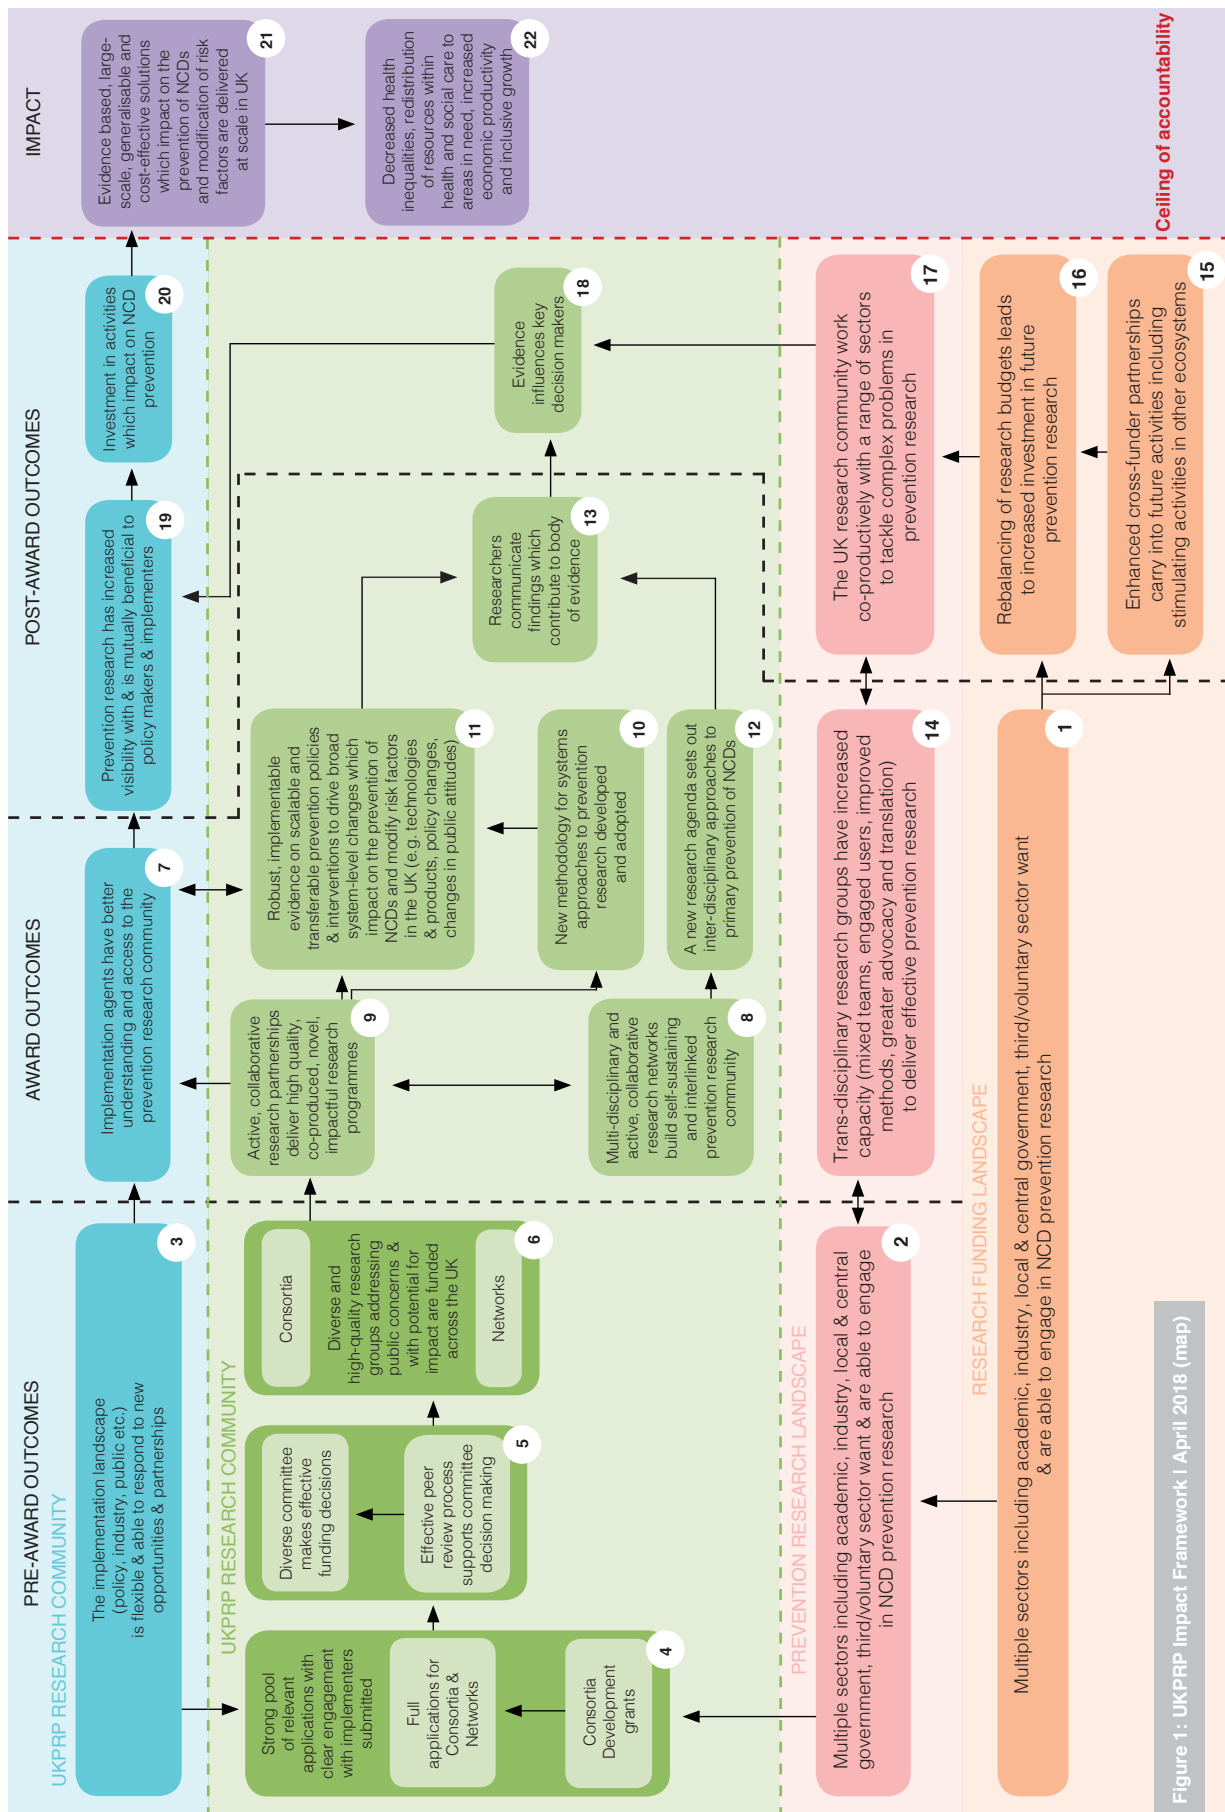 PRE-AWARD OUTCOMES
AWARD OUTCOMES
POST-AWARD OUTCOMES
IMPACT
UKPRP RESEARCH COMMUNITY
The implementation landscape
(policy, industry, public etc.)
is flexible & able to respond to new
opportunities & partnerships
3
Implementation agents have better
understanding and access to the
prevention research community
7
Prevention research has increased
visibility with & is mutually beneficial to
policy makers & implementers
19
Investment in activities
which impact on NCD
prevention
20
Evidence based, large-
scale, generalisable and
cost-effective solutions
which impact on the
prevention of NCDs
and modification of risk
factors are delivered
at scale in UK
21
Decreased health
inequalities, redistribution
of resources within
health and social care to
areas in need, increased
economic productivity
and inclusive growth
22
UKPRP RESEARCH COMMUNITY
Strong pool
of relevant
applications with
clear engagement
with implementers
submitted
Full
applications for
Consortia &
Networks
Consortia
Development
grants
4
Diverse committee
makes effective
funding decisions
Effective peer
review process
supports committee
decision making
5
Consortia
Diverse and
high-quality research
groups addressing
public concerns &
with potential for
impact are funded
across the UK
Networks
6
Active, collaborative
research partnerships
deliver high quality,
co-produced, novel,
impactful research
programmes
9
Multi-disciplinary and
active, collaborative
research networks
build self-sustaining
and interlinked
prevention research
community
8
Robust, implementable
evidence on scalable and
transferable prevention policies
& interventions to drive broad
system-level changes which
impact on the prevention of
NCDs and modify risk factors
in the UK (e.g. technologies
& products, policy changes,
changes in public attitudes)
11
New methodology for systems
approaches to prevention
research developed
and adopted
10
A new research agenda sets out
inter-disciplinary approaches to
primary prevention of NCDs
12
Researchers
communicate
findings which
contribute to body
of evidence
13
Evidence
influences key
decision makers
18
PREVENTION RESEARCH LANDSCAPE
Multiple sectors including academic, industry, local & central
government, third/voluntary sector want & are able to engage
in NCD prevention research
2
Trans-disciplinary research groups have increased
capacity (mixed teams, engaged users, improved
methods, greater advocacy and translation)
to deliver effective prevention research
14
The UK research community work
co-productively with a range of sectors
to tackle complex problems in
prevention research
17
RESEARCH FUNDING LANDSCAPE
Multiple sectors including academic, industry, local & central government, third/voluntary sector want
& are able to engage in NCD prevention research
1
Rebalancing of research budgets leads
to increased investment in future
prevention research
16
Enhanced cross-funder partnerships
carry into future activities including
stimulating activities in other ecosystems
15
Ceiling of accountability
Figure 1 : UKPRP Impact Framework I April 2018 (map)